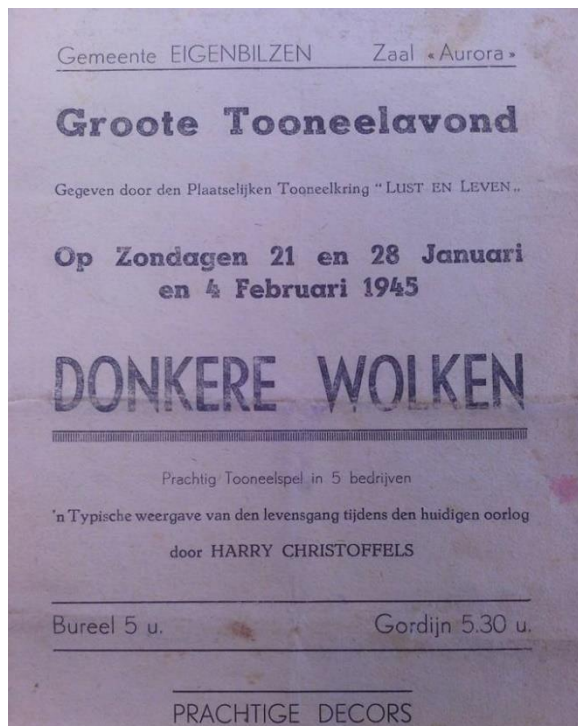 Gemeente EIGENBILZEN Zaal «Aurora»
Groote Tooneelavond
Gegeven door den Plaatselijken Tooneelkring "LUST EN LEVEN„
Op Zondagen 21 en 28 Januari
en 4 Februari 1945
DONKERE WOLKEN
Prachtig Tooneelspel in 5 bedrijven
'n Typische weergave van den levensgang tijdens den huidigen oorlog
door HARRY CHRISTOFFELS
Bureel 5 u. Gordijn 5.30 u.
PRACHTIGE DECORS